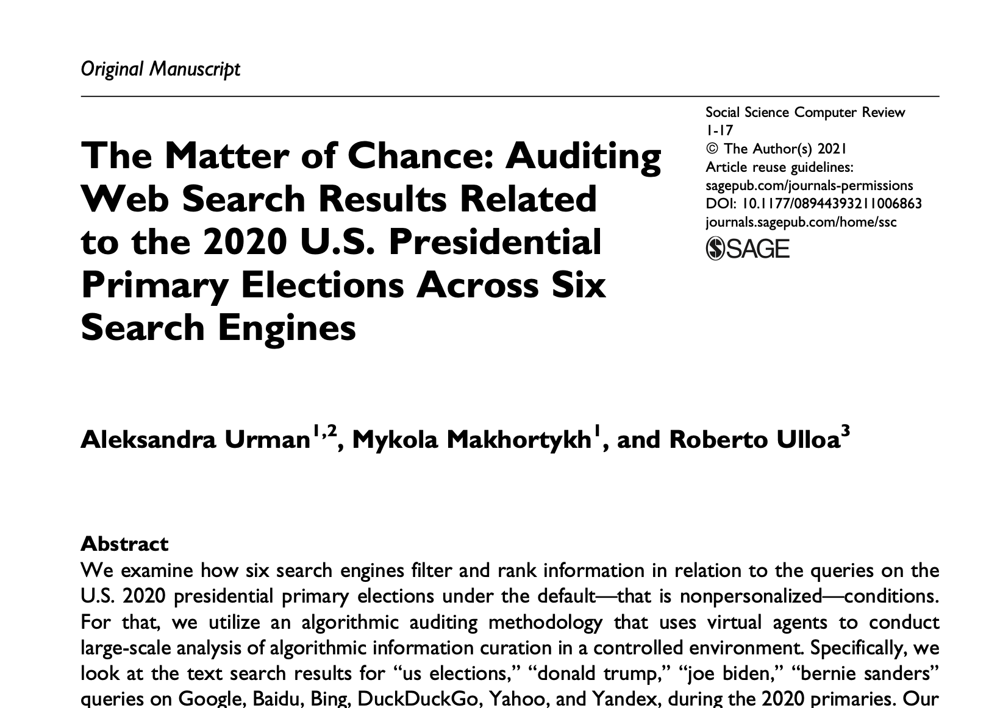 Original Manuscript
Social Science Computer Review
1-17
© The Author(s) 2021
Article reuse guidelines:
sagepub.com/journals-permissions
DOI: 10.1177/08944393211006863
journals.sagepub.com/home/ssc
SAGE
The Matter of Chance: Auditing
Web Search Results Related
to the 2020 U.S. Presidential
Primary Elections Across Six
Search Engines
Aleksandra Urman1,2, Mykola Makhortykh1, and Roberto Ulloa3
Abstract
We examine how six search engines filter and rank information in relation to the queries on the
U.S. 2020 presidential primary elections under the default—that is nonpersonalized—conditions.
For that, we utilize an algorithmic auditing methodology that uses virtual agents to conduct
large-scale analysis of algorithmic information curation in a controlled environment. Specifically, we
look at the text search results for “us elections,” “donald trump,” “joe biden,” “bernie sanders”
queries on Google, Baidu, Bing, DuckDuckGo, Yahoo, and Yandex, during the 2020 primaries. Our